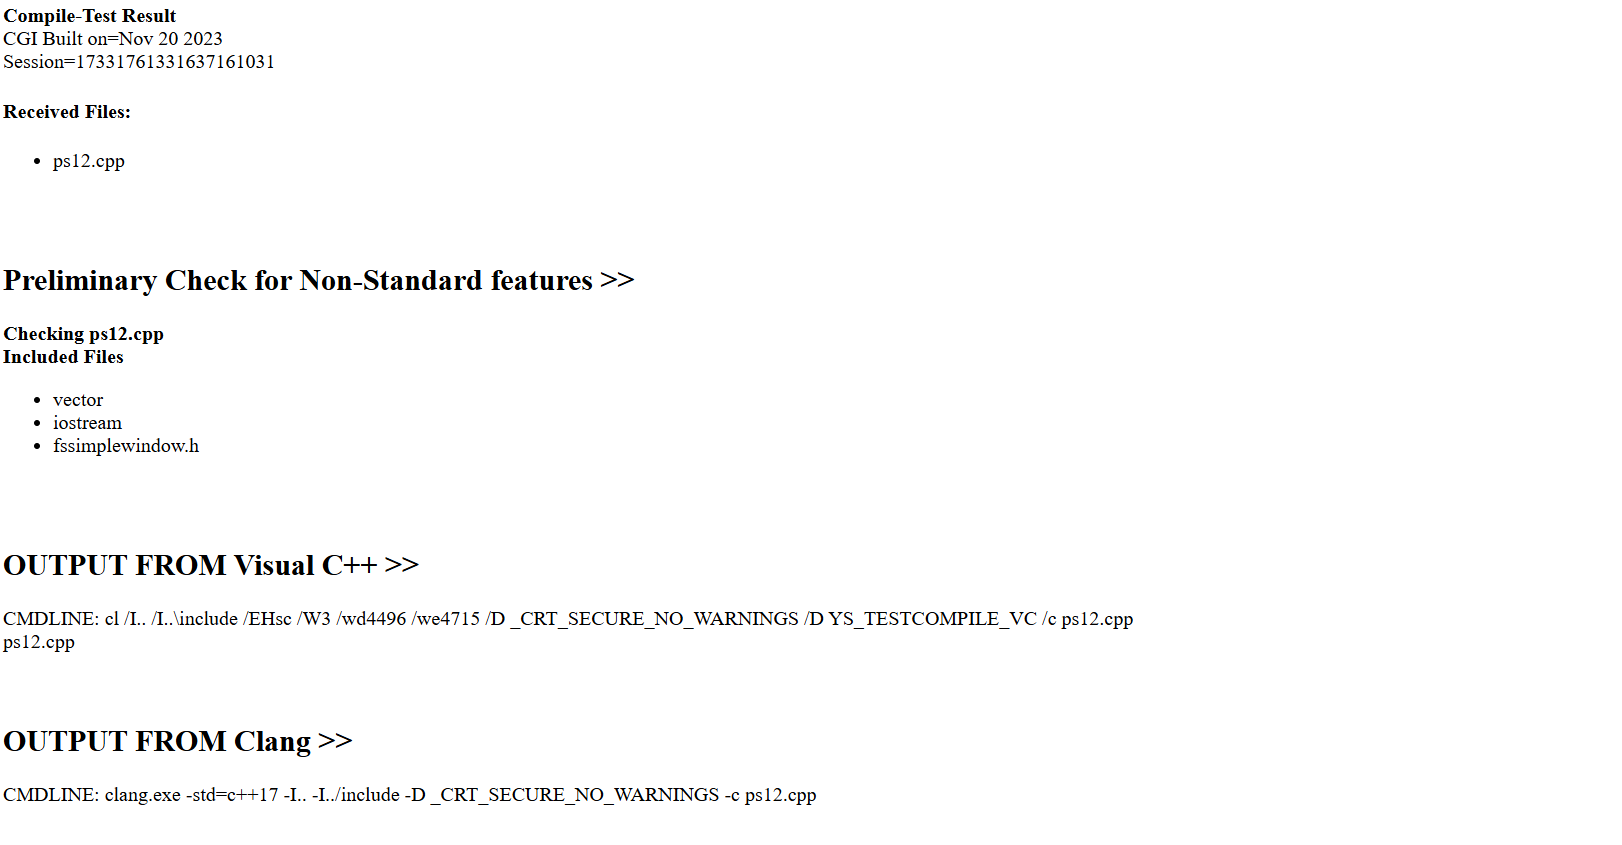 Compile-Test Result
CGI Built on=Nov 20 2023
Session=17331761331637161031
Received Files:
• ps12.cpp
Preliminary Check for Non-Standard features >>
Checking ps12.cpp
Included Files
• vector
• iostream
• fssimplewindow.h
OUTPUT FROM Visual C++ >>
CMDLINE: cl /I.. /I..\include /EHsc /W3 /wd4496 /we4715 /D _CRT_SECURE_NO_WARNINGS /D YS_TESTCOMPILE_VC /c ps12.cpp
ps12.cpp
OUTPUT FROM Clang >>
CMDLINE: clang.exe -std=c++17 -I.. -I../include -D _CRT_SECURE_NO_WARNINGS -c ps12.cpp